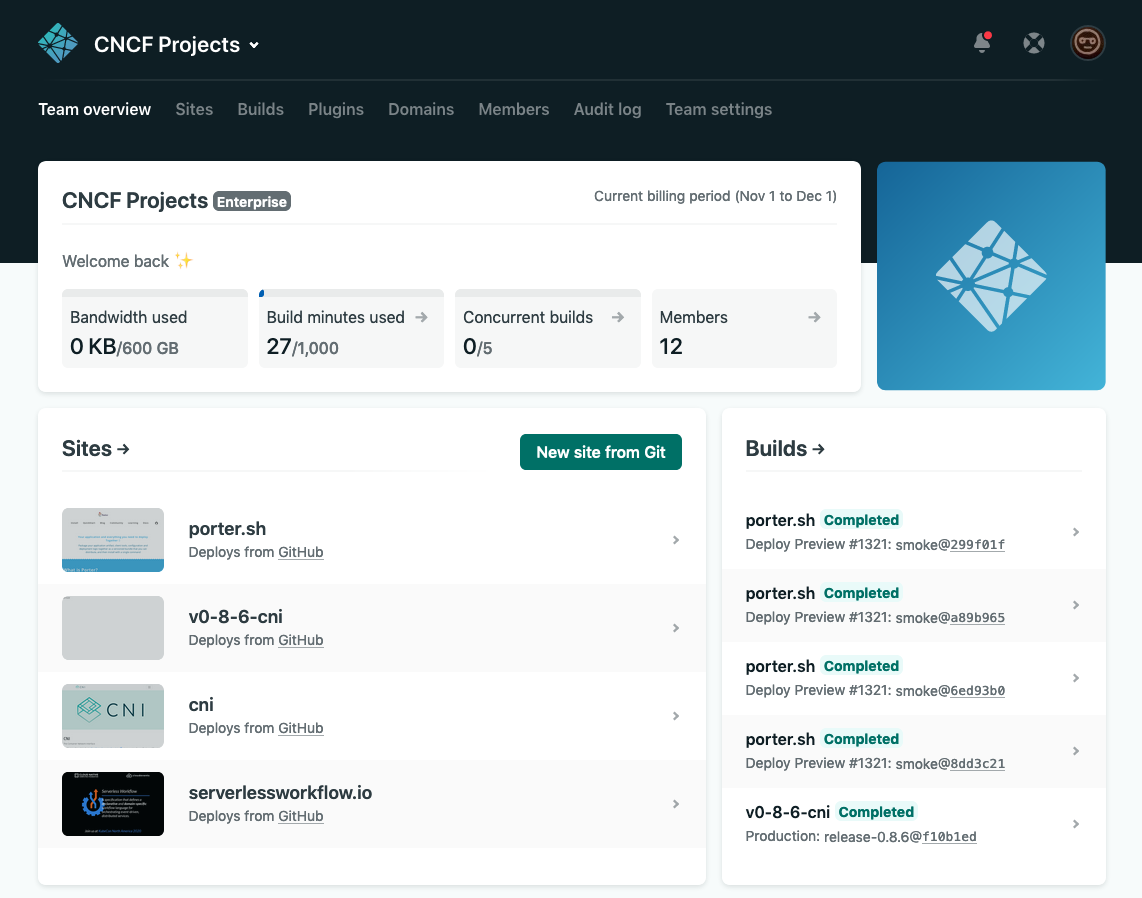 CNCF Projects
Team overview Sites Builds Plugins Domains Members Audit log Team settings
CNCF Projects Enterprise
Current billing period (Nov 1 to Dec 1)
Welcome back ✨
Bandwidth used
0 KB/600 GB
Build minutes used →
27/1,000
Concurrent builds →
0/5
Members →
12
Sites →
New site from Git
What is Porter?
porter.sh
Deploys from GitHub
v0-8-6-cni
Deploys from GitHub
CNI
cni
Deploys from GitHub
Serverless Workflow
serverlessworkflow.io
Deploys from GitHub
Builds →
porter.sh Completed
Deploy Preview #1321: smoke@299f01f
porter.sh Completed
Deploy Preview #1321: smoke@a89b965
porter.sh Completed
Deploy Preview #1321: smoke@6ed93b0
porter.sh Completed
Deploy Preview #1321: smoke@8dd3c21
v0-8-6-cni Completed
Production: release-0.8.6@f10b1ed